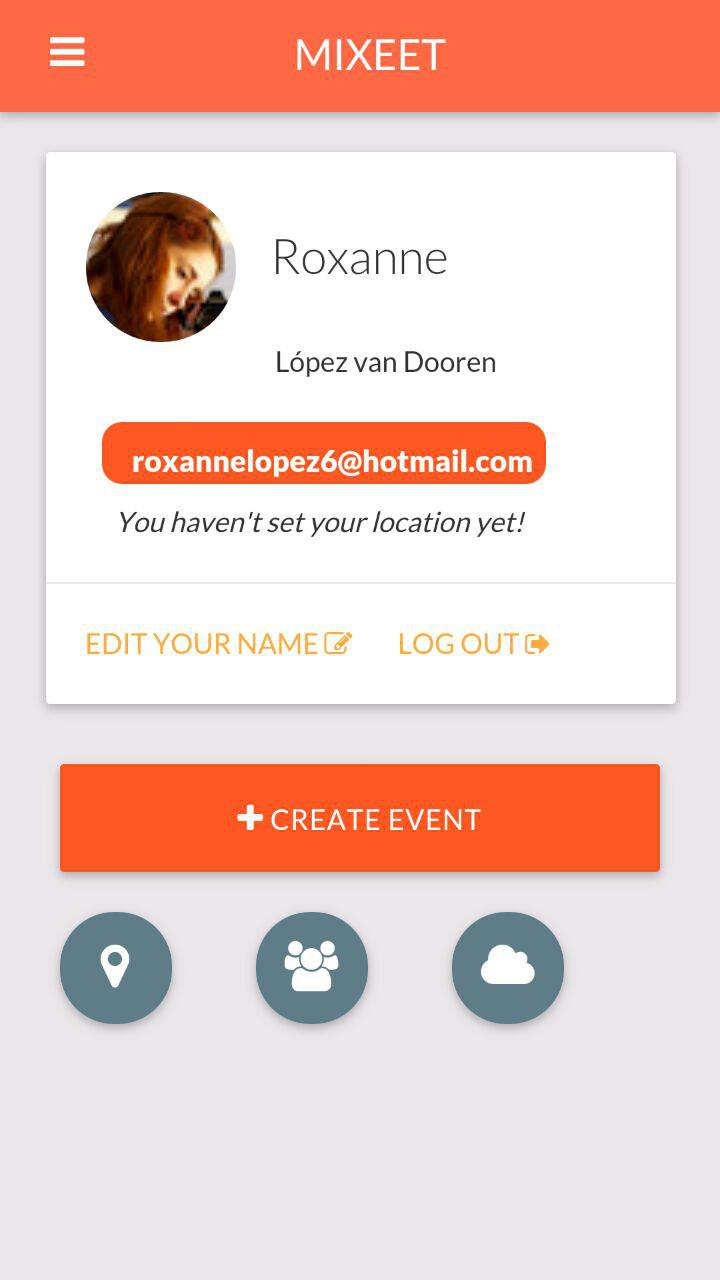 MIXEET
Roxanne
López van Dooren
roxannelopez6@hotmail.com
You haven't set your location yet!
EDIT YOUR NAME
LOG OUT
CREATE EVENT